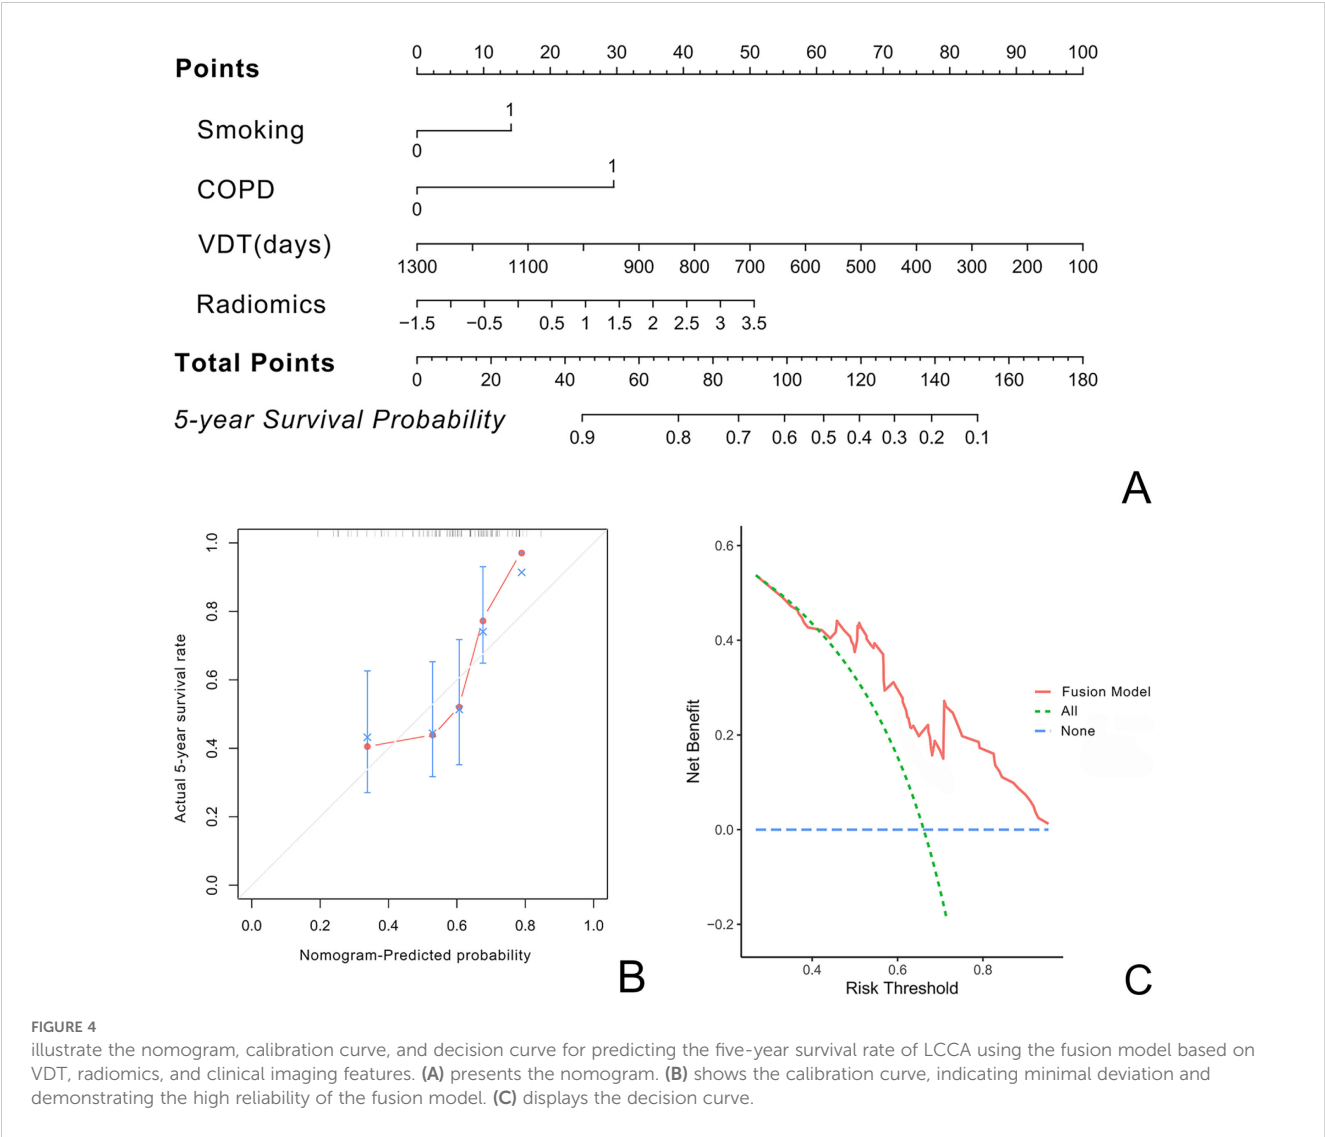 0 10 20 30 40 50 60 70 80 90 100
Points
1
Smoking
0
1
COPD
0
VDT(days)
1300 1100 900 800 700 600 500 400 300 200 100
Radiomics
−1.5 −0.5 0.5 1 1.5 2 2.5 3 3.5
Total Points
0 20 40 60 80 100 120 140 160 180
5-year Survival Probability
0.9 0.8 0.7 0.6 0.5 0.4 0.3 0.2 0.1
A
Actual 5-year survival rate
1.0
0.8
0.6
0.4
0.2
0.0
0.0 0.2 0.4 0.6 0.8 1.0
Nomogram-Predicted probability
B
Net Benefit
0.6
0.4
0.2
0.0
−0.2
0.4 0.6 0.8
Risk Threshold
Fusion Model
All
None
C
FIGURE 4
illustrate the nomogram, calibration curve, and decision curve for predicting the five-year survival rate of LCCA using the fusion model based on
VDT, radiomics, and clinical imaging features. (A) presents the nomogram. (B) shows the calibration curve, indicating minimal deviation and
demonstrating the high reliability of the fusion model. (C) displays the decision curve.